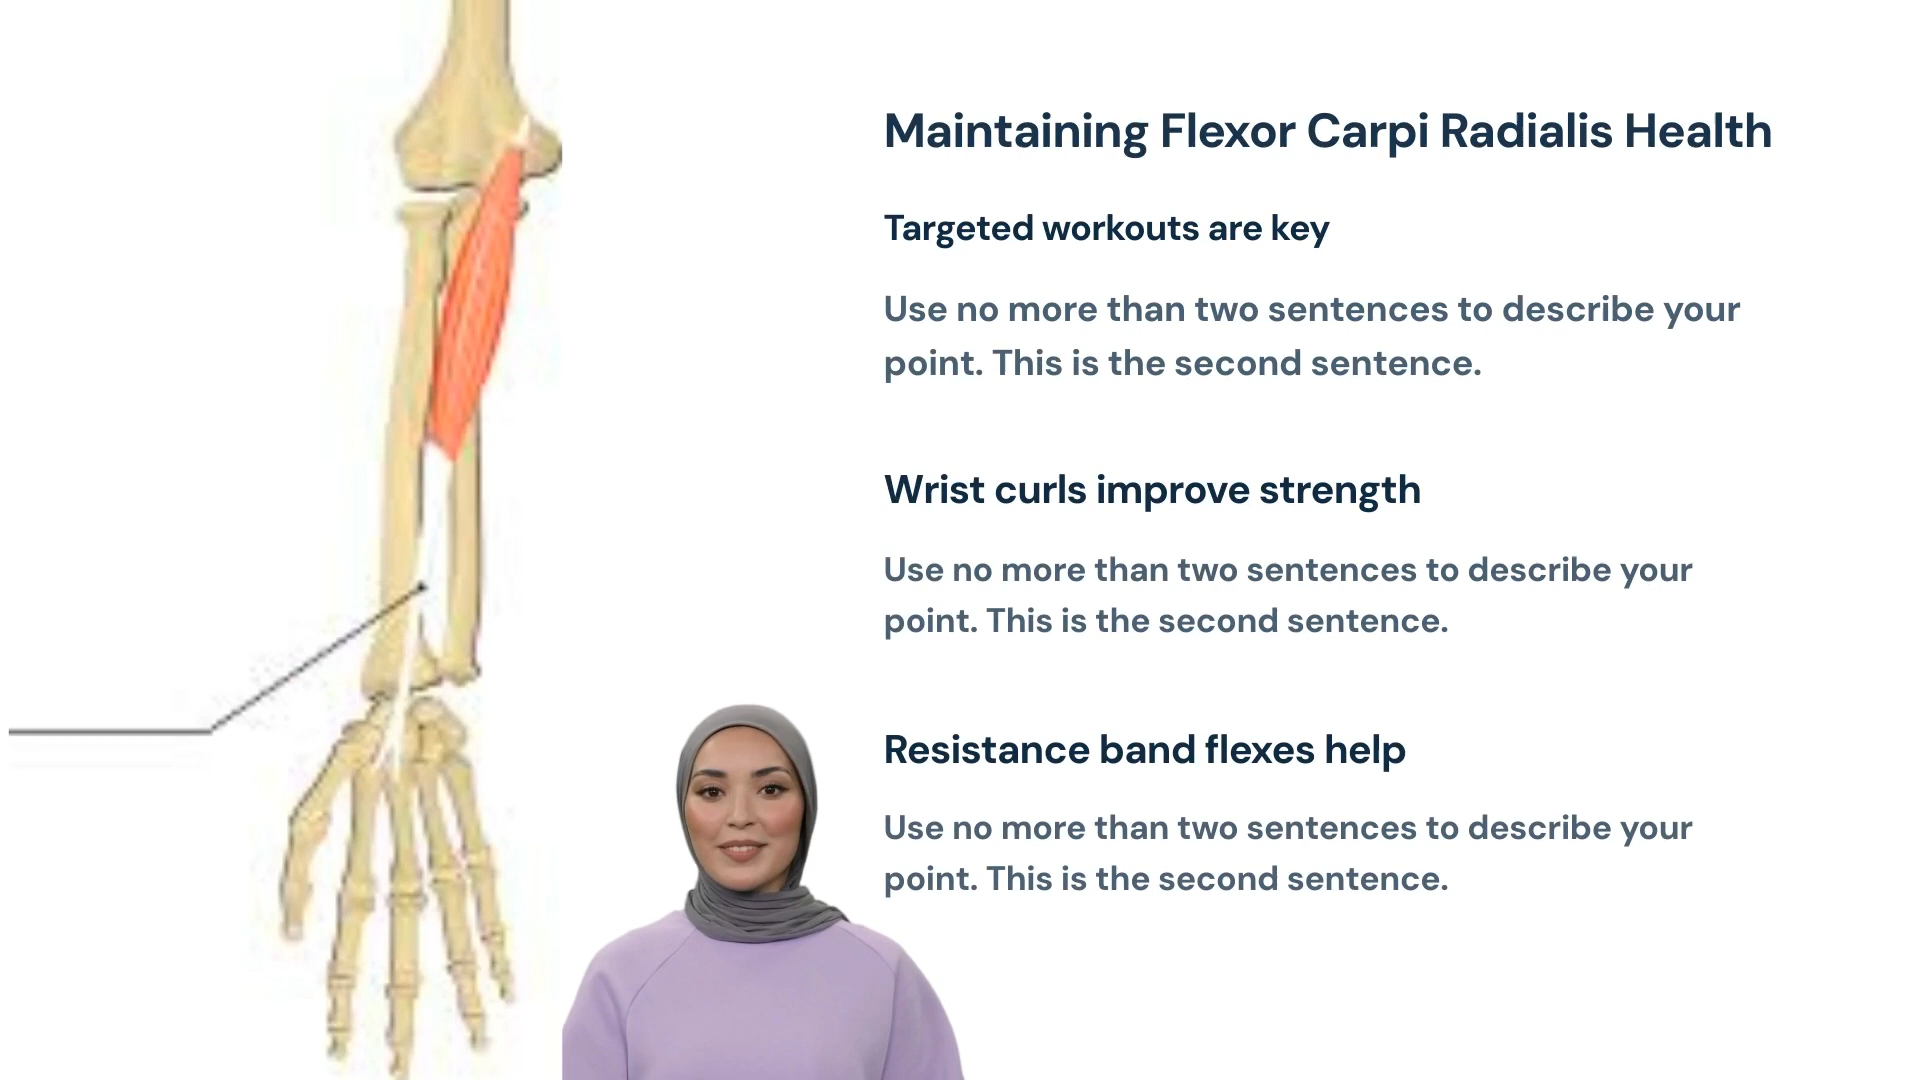 Maintaining Flexor Carpi Radialis Health
Targeted workouts are key
Use no more than two sentences to describe your
point. This is the second sentence.
Wrist curls improve strength
Use no more than two sentences to describe your
point. This is the second sentence.
Resistance band flexes help
Use no more than two sentences to describe your
point. This is the second sentence.